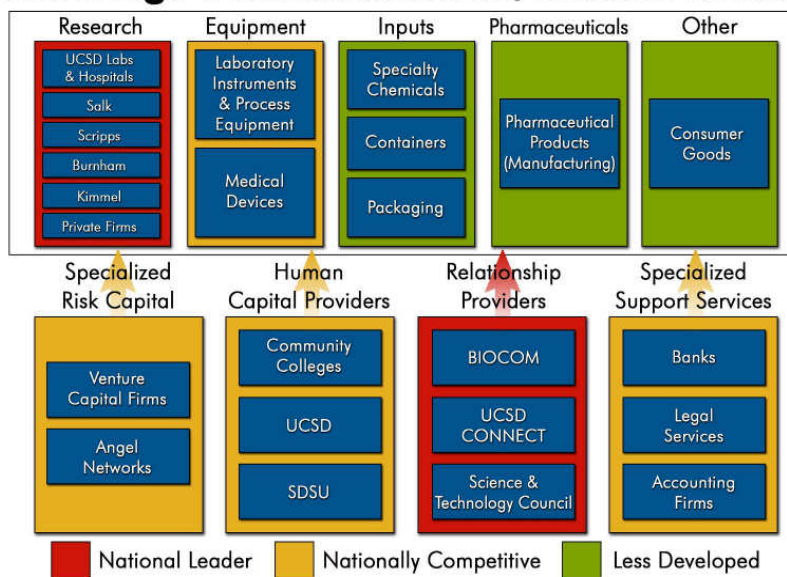 Research
Equipment
Inputs
Pharmaceuticals
Other
UCSD Labs
& Hospitals
Salk
Scripps
Burnham
Kimmel
Private Firms
Laboratory
Instruments
& Process
Equipment
Medical
Devices
Specialty
Chemicals
Containers
Packaging
Pharmaceutical
Products
(Manufacturing)
Consumer
Goods
Specialized
Risk Capital
Human
Capital Providers
Relationship
Providers
Specialized
Support Services
Venture
Capital Firms
Angel
Networks
Community
Colleges
UCSD
SDSU
BIOCOM
UCSD
CONNECT
Science &
Technology Council
Banks
Legal
Services
Accounting
Firms
National Leader
Nationally Competitive
Less Developed